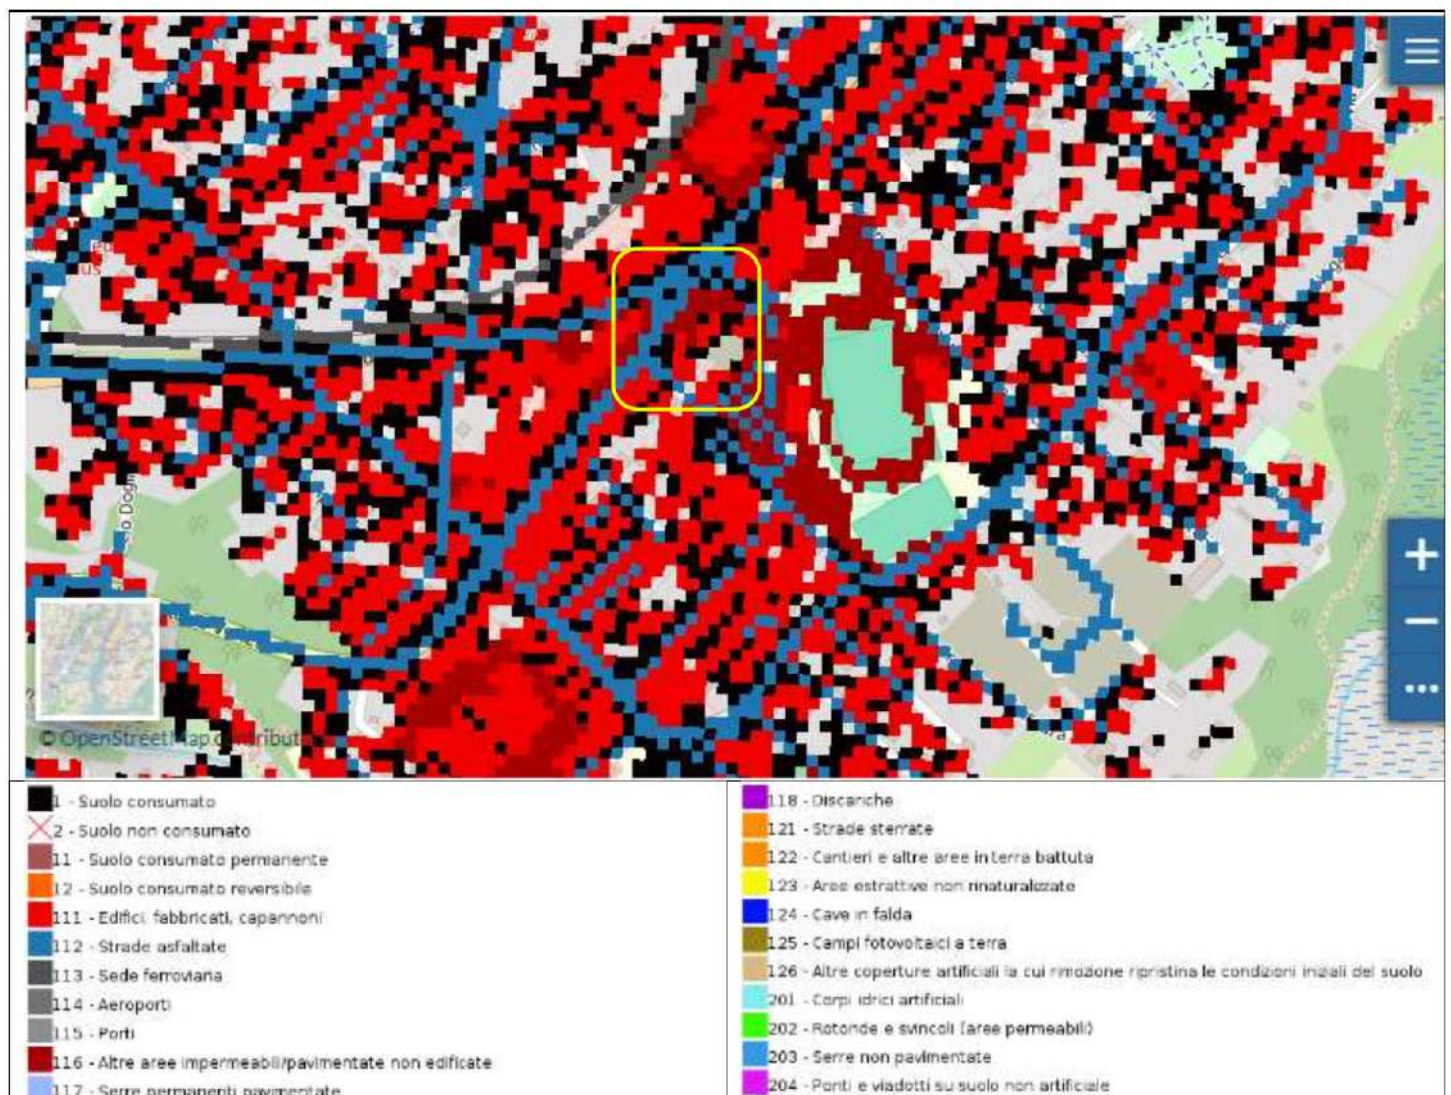 © OpenStreetMap contributors
1 - Suolo consumato
2 - Suolo non consumato
11 - Suolo consumato permanente
12 - Suolo consumato reversibile
111 - Edifici, fabbricati, capannoni
112 - Strade asfaltate
113 - Sede ferroviaria
114 - Aeroporti
115 - Porti
116 - Altre aree impermeabili/pavimentate non edificate
117 - Serre permanenti pavimentate
118 - Discariche
121 - Strade sterrate
122 - Cantieri e altre aree in terra battuta
123 - Aree estrattive non rinaturalizzate
124 - Cave in falda
125 - Campi fotovoltaici a terra
126 - Altre coperture artificiali la cui rimozione ripristina le condizioni iniziali del suolo
201 - Corpi idrici artificiali
202 - Rotonde e svincoli (aree permeabili)
203 - Serre non pavimentate
204 - Ponti e viadotti su suolo non artificiale